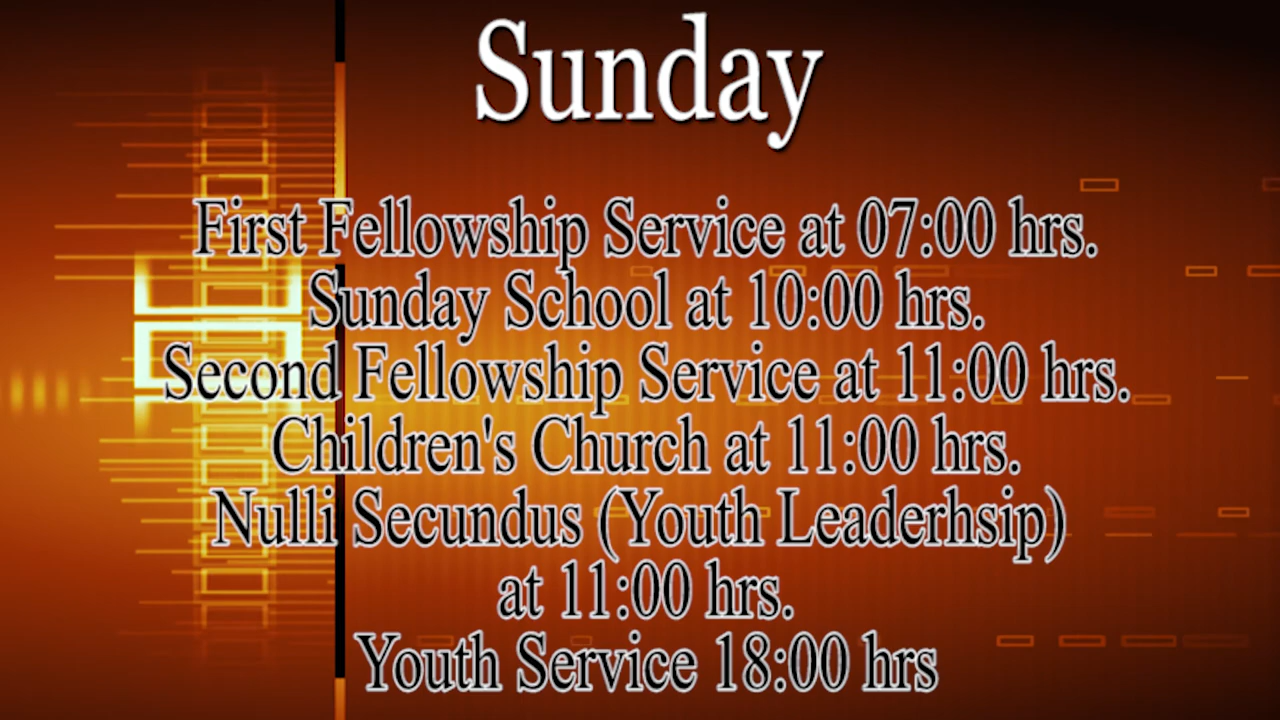 Sunday
First Fellowship Service at 07:00 hrs.
Sunday School at 10:00 hrs.
Second Fellowship Service at 11:00 hrs.
Children's Church at 11:00 hrs.
Nulli Secundus (Youth Leaderhsip)
at 11:00 hrs.
Youth Service 18:00 hrs